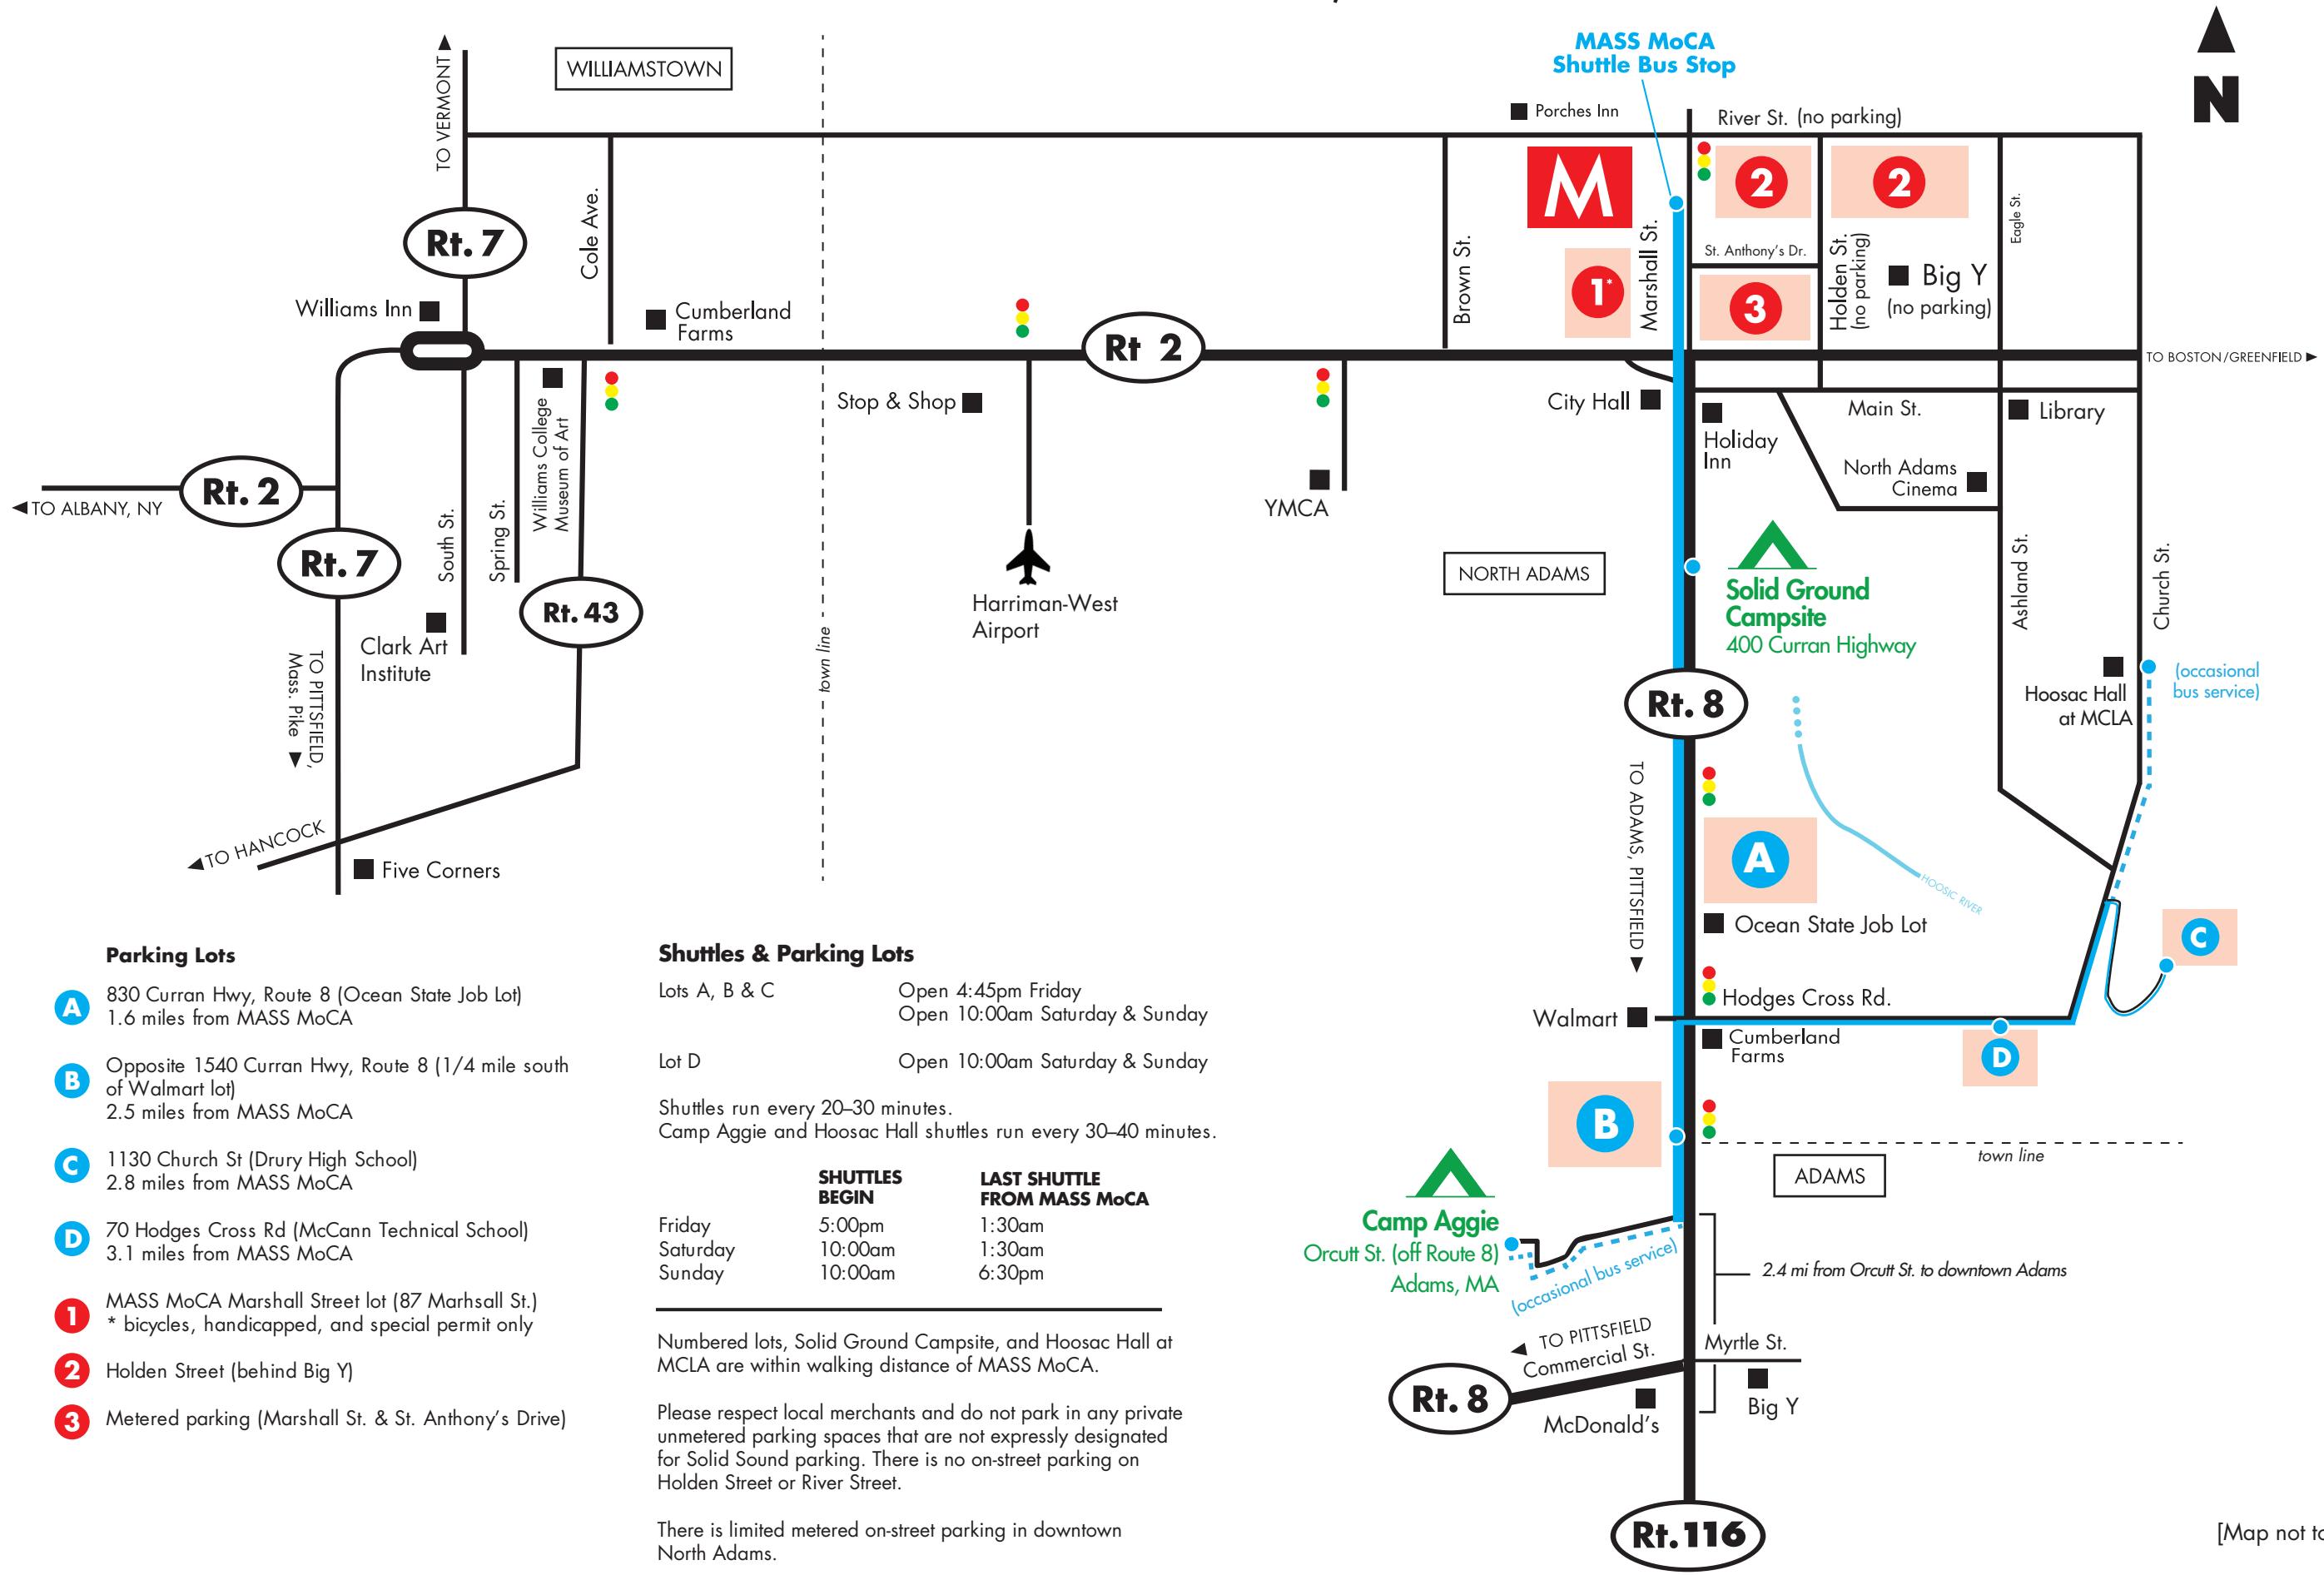 MASS MoCA
Shuttle Bus Stop
N
WILLIAMSTOWN
TO VERMONT
Porches Inn
River St. (no parking)
M
2
2
Rt. 7
Cole Ave.
Brown St.
Marshall St.
1*
St. Anthony's Dr.
3
Holden St.
(no parking)
Big Y
(no parking)
Eagle St.
Williams Inn
Cumberland
Farms
Rt 2
TO BOSTON/GREENFIELD
Stop & Shop
City Hall
Main St.
Library
Holiday
Inn
North Adams
Cinema
Williams College
Museum of Art
Rt. 2
TO ALBANY, NY
YMCA
South St.
Spring St.
Rt. 7
Rt. 43
Harriman-West
Airport
NORTH ADAMS
Solid Ground
Campsite
400 Curran Highway
Ashland St.
Church St.
Clark Art
Institute
town line
TO PITTSFIELD,
Mass. Pike
Rt. 8
Hoosac Hall
at MCLA
(occasional
bus service)
TO HANCOCK
Five Corners
TO ADAMS, PITTSFIELD
A
HOOSIC RIVER
Ocean State Job Lot
C
Hodges Cross Rd.
Walmart
Cumberland
Farms
D
B
town line
ADAMS
Camp Aggie
Orcutt St. (off Route 8)
Adams, MA
(occasional bus service)
2.4 mi from Orcutt St. to downtown Adams
TO PITTSFIELD
Commercial St.
Myrtle St.
Rt. 8
McDonald's
Big Y
Rt.116
[Map not to
Parking Lots
A
830 Curran Hwy, Route 8 (Ocean State Job Lot)
1.6 miles from MASS MoCA
B
Opposite 1540 Curran Hwy, Route 8 (1/4 mile south
of Walmart lot)
2.5 miles from MASS MoCA
C
1130 Church St (Drury High School)
2.8 miles from MASS MoCA
D
70 Hodges Cross Rd (McCann Technical School)
3.1 miles from MASS MoCA
1
MASS MoCA Marshall Street lot (87 Marhsall St.)
* bicycles, handicapped, and special permit only
2
Holden Street (behind Big Y)
3
Metered parking (Marshall St. & St. Anthony's Drive)
Shuttles & Parking Lots
Lots A, B & C Open 4:45pm Friday
Open 10:00am Saturday & Sunday
Lot D Open 10:00am Saturday & Sunday
Shuttles run every 20–30 minutes.
Camp Aggie and Hoosac Hall shuttles run every 30–40 minutes.
SHUTTLES LAST SHUTTLE
BEGIN FROM MASS MoCA
Friday 5:00pm 1:30am
Saturday 10:00am 1:30am
Sunday 10:00am 6:30pm
Numbered lots, Solid Ground Campsite, and Hoosac Hall at
MCLA are within walking distance of MASS MoCA.
Please respect local merchants and do not park in any private
unmetered parking spaces that are not expressly designated
for Solid Sound parking. There is no on-street parking on
Holden Street or River Street.
There is limited metered on-street parking in downtown
North Adams.